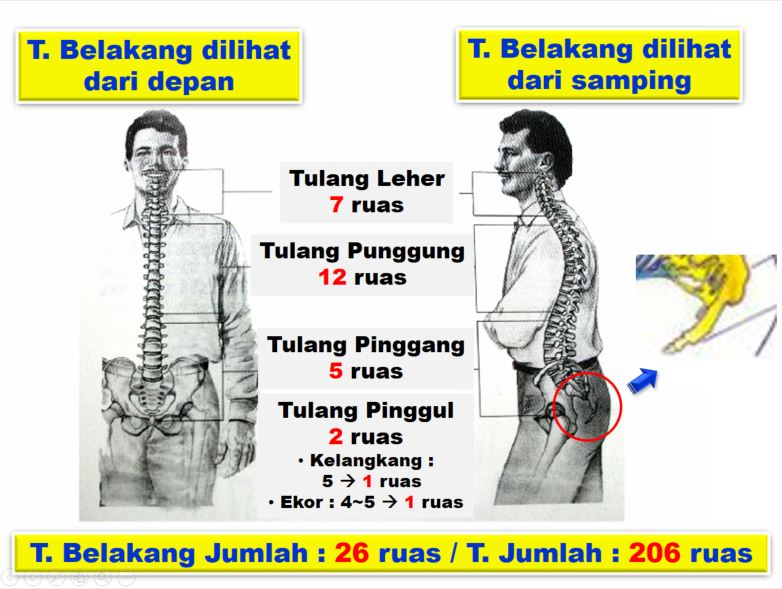 T. Belakang dilihat
dari depan
T. Belakang dilihat
dari samping
Tulang Leher
7 ruas
Tulang Punggung
12 ruas
Tulang Pinggang
5 ruas
Tulang Pinggul
2 ruas
• Kelangkang :
5 → 1 ruas
• Ekor : 4~5 → 1 ruas
T. Belakang Jumlah : 26 ruas / T. Jumlah : 206 ruas